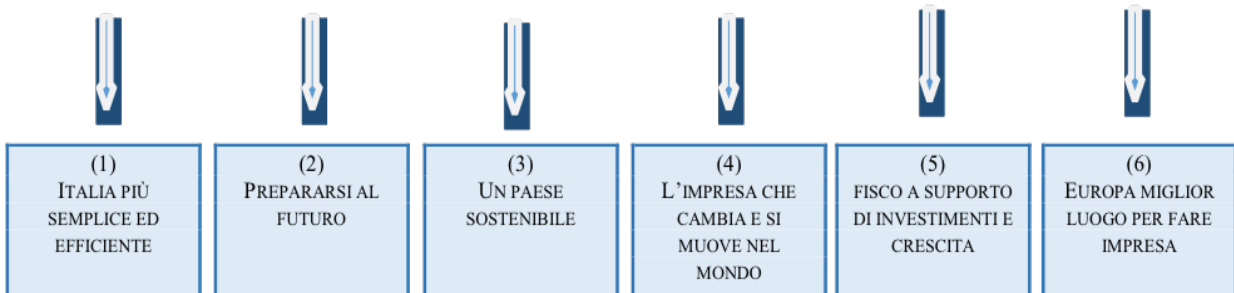 (1)
ITALIA PIÙ
SEMPLICE ED
EFFICIENTE
(2)
PREPARARSI AL
FUTURO
(3)
UN PAESE
SOSTENIBILE
(4)
L'IMPRESA CHE
CAMBIA E SI
MUOVE NEL
MONDO
(5)
FISCO A SUPPORTO
DI INVESTIMENTI E
CRESCITA
(6)
EUROPA MIGLIOR
LUOGO PER FARE
IMPRESA